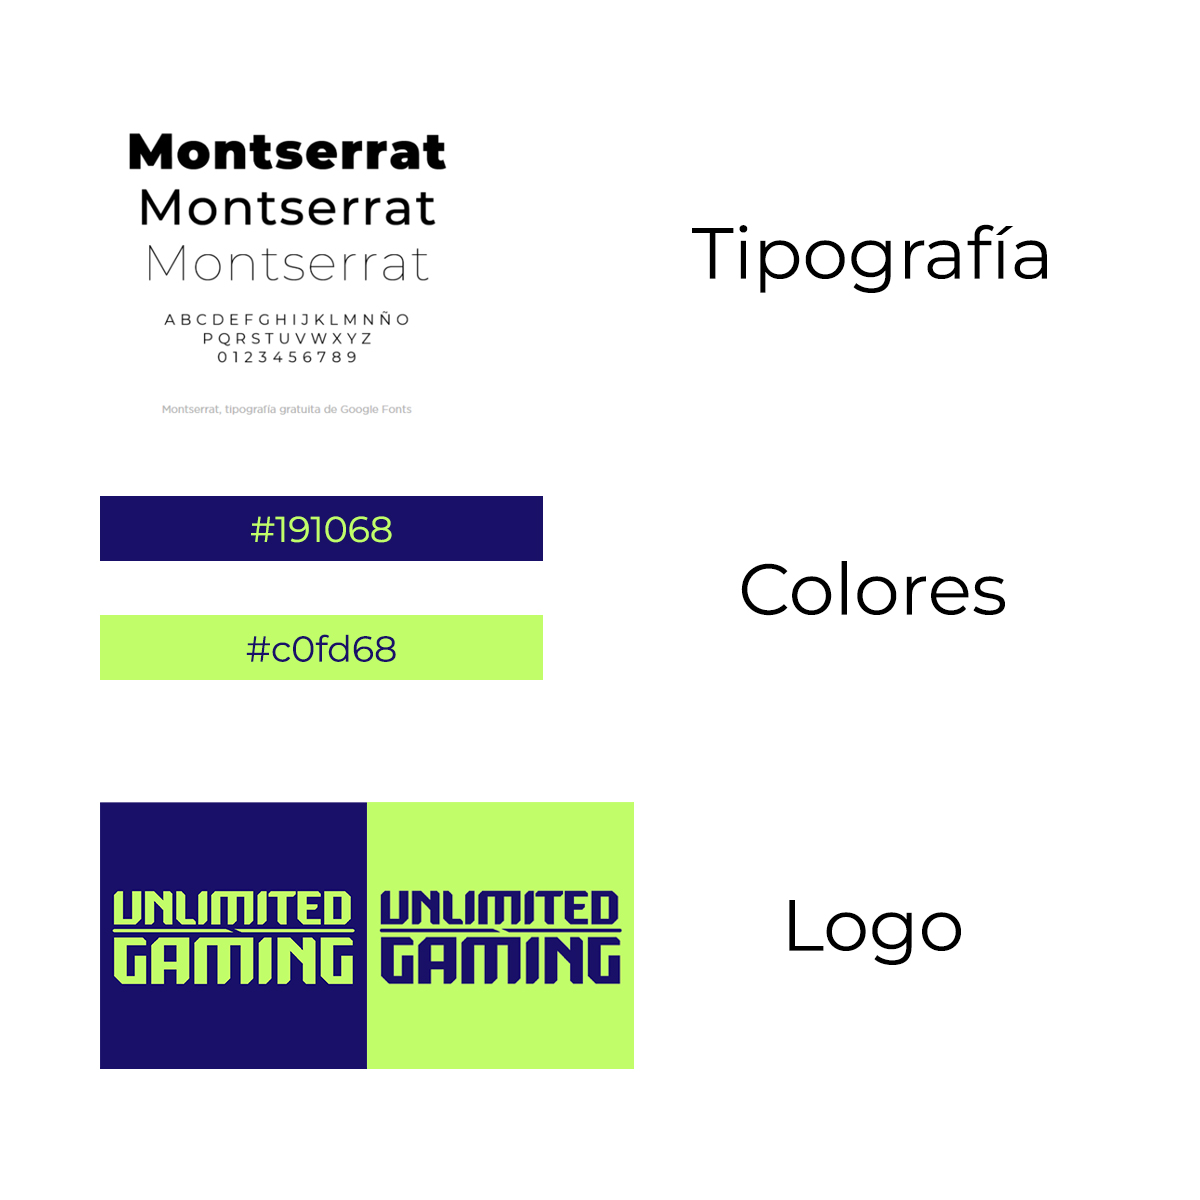 Montserrat
Montserrat
Montserrat
ABCDEFGHIJKLMNÑO
PQRSTUVWXYZ
0123456789
Montserrat, tipografía gratuita de Google Fonts
Tipografía
#191068
#c0fd68
Colores
UNLIMITED
GAMING
UNLIMITED
GAMING
Logo